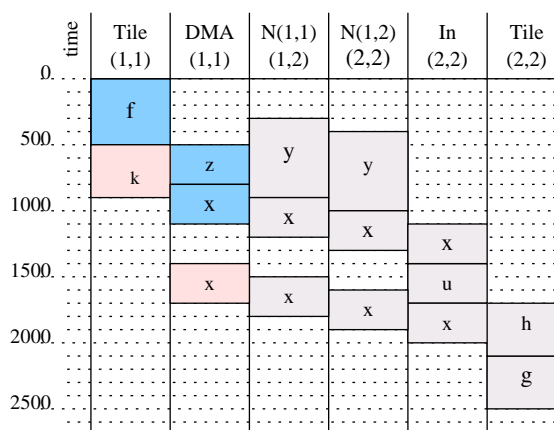 time
Tile DMA N(1,1) N(1,2) In Tile
(1,1) (1,1) (1,2) (2,2) (2,2) (2,2)
0.
f
500.
y
z y
k
x
1000.
x x
x
1500.
x u
x x
x h
2000.
g
2500.